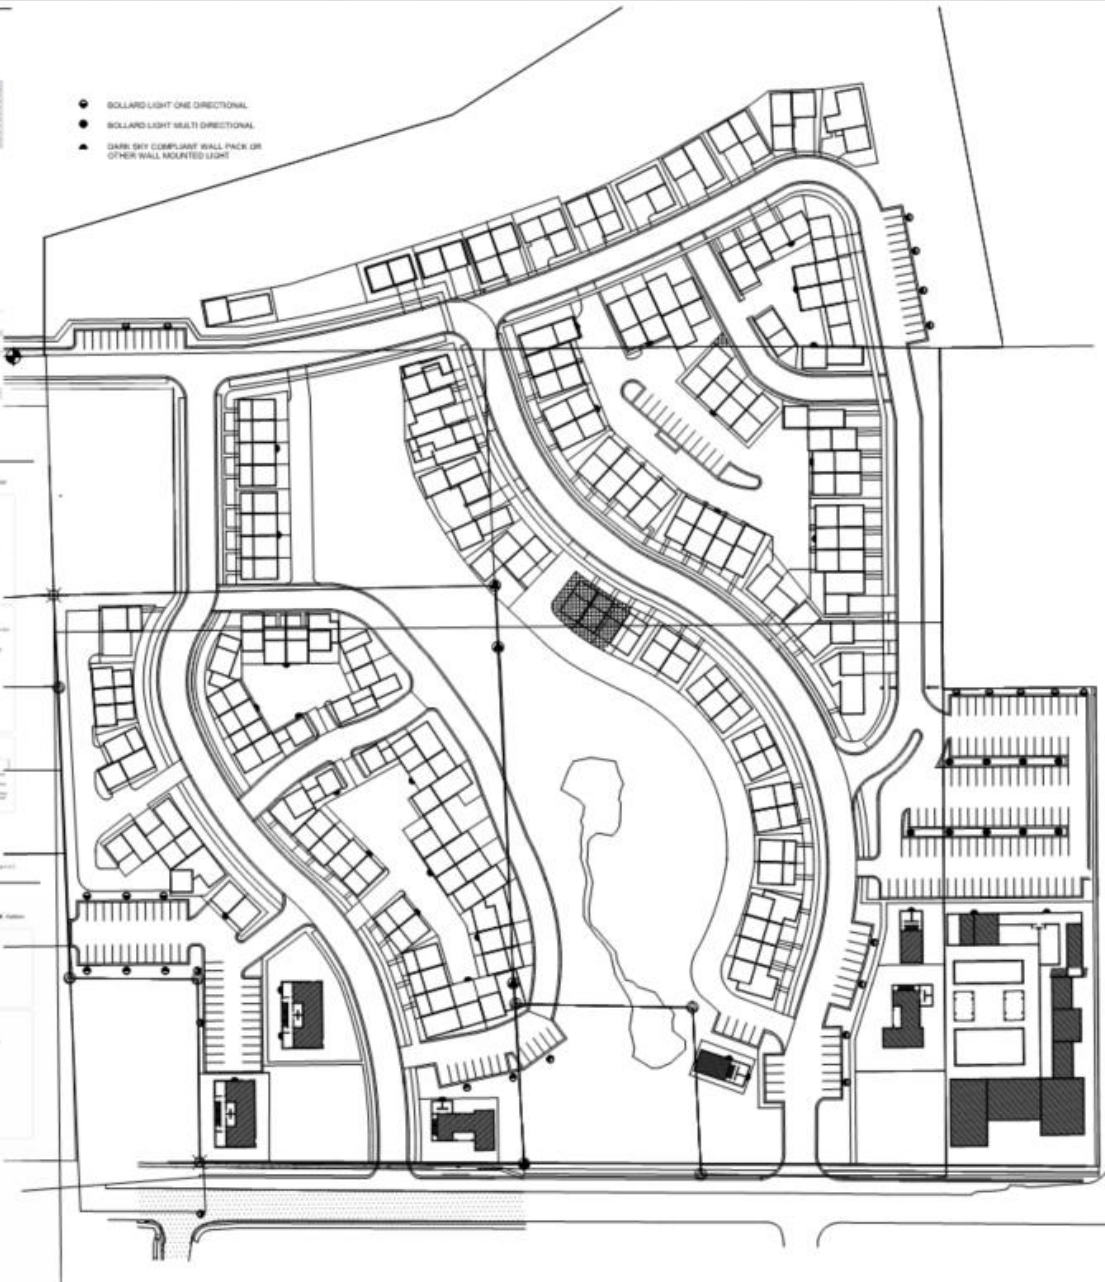 BOLLARD LIGHT ONE DIRECTIONAL
BOLLARD LIGHT MULTI DIRECTIONAL
DARK SKY COMPLIANT WALL PACK OR
OTHER WALL MOUNTED LIGHT